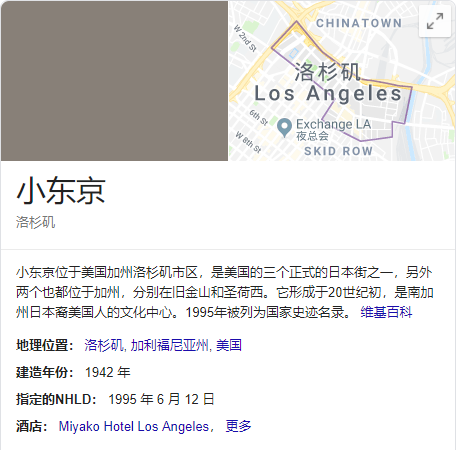 CHINATOWN
W 2nd St
洛杉矶
Los Angeles
6th St
Exchange LA
夜总会
W 8th St
SKID ROW
小东京
洛杉矶
小东京位于美国加州洛杉矶市区，是美国的三个正式的日本街之一，另外
两个也都位于加州，分别在旧金山和圣荷西。它形成于20世纪初，是南加
州日本裔美国人的文化中心。1995年被列为国家史迹名录。 维基百科
地理位置： 洛杉矶, 加利福尼亚州, 美国
建造年份： 1942 年
指定的NHLD： 1995 年 6 月 12 日
酒店： Miyako Hotel Los Angeles， 更多